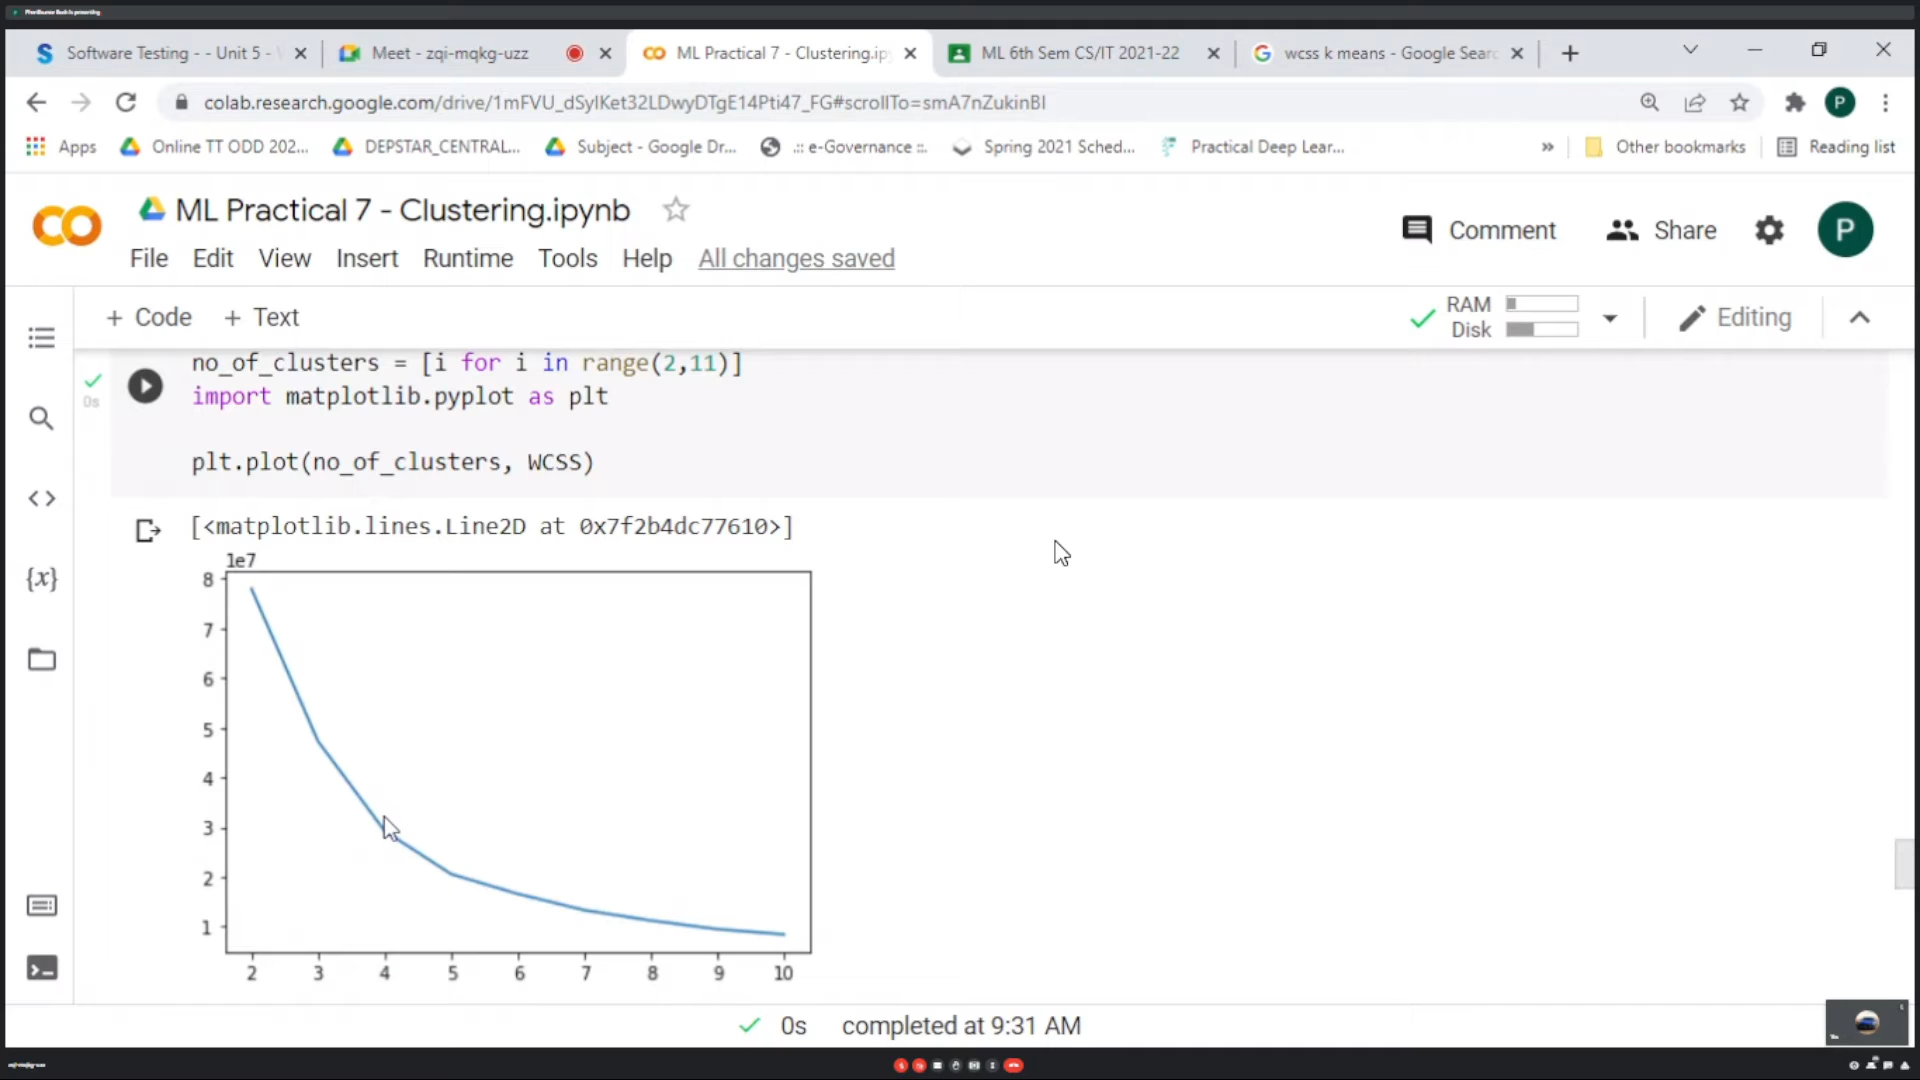 Software Testing - - Unit 5 -
Meet - zqi-mqkg-uzz
ML Practical 7 - Clustering.ip
ML 6th Sem CS/IT 2021-22
wcss k means - Google Searc
colab.research.google.com/drive/1mFVU_dSylKet32LDwyDTgE14Pti47_FG#scrollTo=smA7nZukinBI
P
Apps
Online TT ODD 202...
DEPSTAR_CENTRAL...
Subject - Google Dr...
.:: e-Governance ::.
Spring 2021 Sched...
Practical Deep Lear...
»
Other bookmarks
Reading list
ML Practical 7 - Clustering.ipynb
Comment
Share
P
File Edit View Insert Runtime Tools Help All changes saved
+ Code + Text
RAM
Disk
Editing
no_of_clusters = [i for i in range(2,11)]
0s
import matplotlib.pyplot as plt
plt.plot(no_of_clusters, WCSS)
[<matplotlib.lines.Line2D at 0x7f2b4dc77610>]
1e7
8
7
6
5
4
3
2
1
2 3 4 5 6 7 8 9 10
{x}
0s completed at 9:31 AM